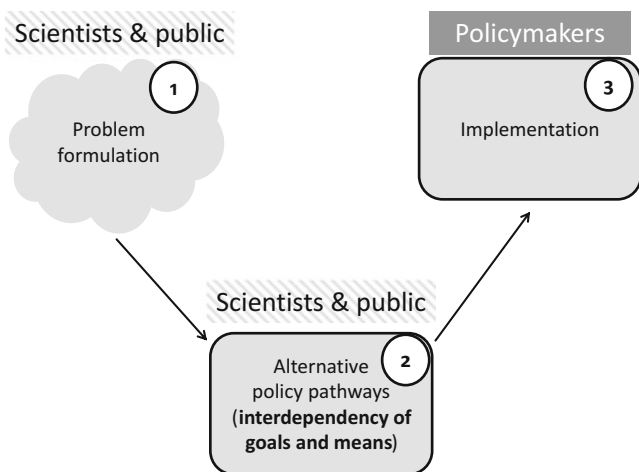 Scientists & public
1
Problem
formulation
Policymakers
3
Implementation
Scientists & public
2
Alternative
policy pathways
(interdependency of
goals and means)